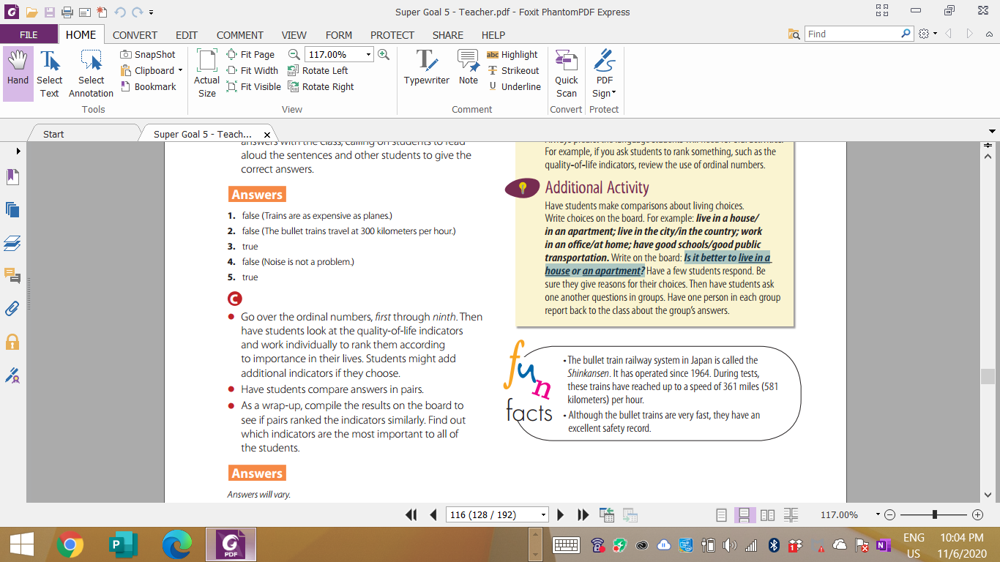 Super Goal 5 - Teacher.pdf - Foxit PhantomPDF Express
FILE
HOME
CONVERT
EDIT
COMMENT
VIEW
FORM
PROTECT
SHARE
HELP
Find
Hand
Select Text
Select Annotation
SnapShot
Clipboard
Bookmark
Tools
Actual Size
Fit Page
Fit Width
Fit Visible
117.00%
Rotate Left
Rotate Right
View
Typewriter
Note
abc Highlight
T Strikeout
U Underline
Comment
Quick Scan
Convert
PDF Sign
Protect
Start
Super Goal 5 - Teach... x
answers with the class, calling on students to read
aloud the sentences and other students to give the
correct answers.
Answers
1. false (Trains are as expensive as planes.)
2. false (The bullet trains travel at 300 kilometers per hour.)
3. true
4. false (Noise is not a problem.)
5. true
C
• Go over the ordinal numbers, first through ninth. Then
have students look at the quality-of-life indicators
and work individually to rank them according
to importance in their lives. Students might add
additional indicators if they choose.
• Have students compare answers in pairs.
• As a wrap-up, compile the results on the board to
see if pairs ranked the indicators similarly. Find out
which indicators are the most important to all of
the students.
Answers
Answers will vary.
For example, if you ask students to rank something, such as the
quality-of-life indicators, review the use of ordinal numbers.
Additional Activity
Have students make comparisons about living choices.
Write choices on the board. For example: live in a house/
in an apartment; live in the city/in the country; work
in an office/at home; have good schools/good public
transportation. Write on the board: Is it better to live in a
house or an apartment? Have a few students respond. Be
sure they give reasons for their choices. Then have students ask
one another questions in groups. Have one person in each group
report back to the class about the group's answers.
fun
facts
• The bullet train railway system in Japan is called the
Shinkansen. It has operated since 1964. During tests,
these trains have reached up to a speed of 361 miles (581
kilometers) per hour.
• Although the bullet trains are very fast, they have an
excellent safety record.
116 (128 / 192)
117.00%
PDF
ENG
US
10:04 PM
11/6/2020